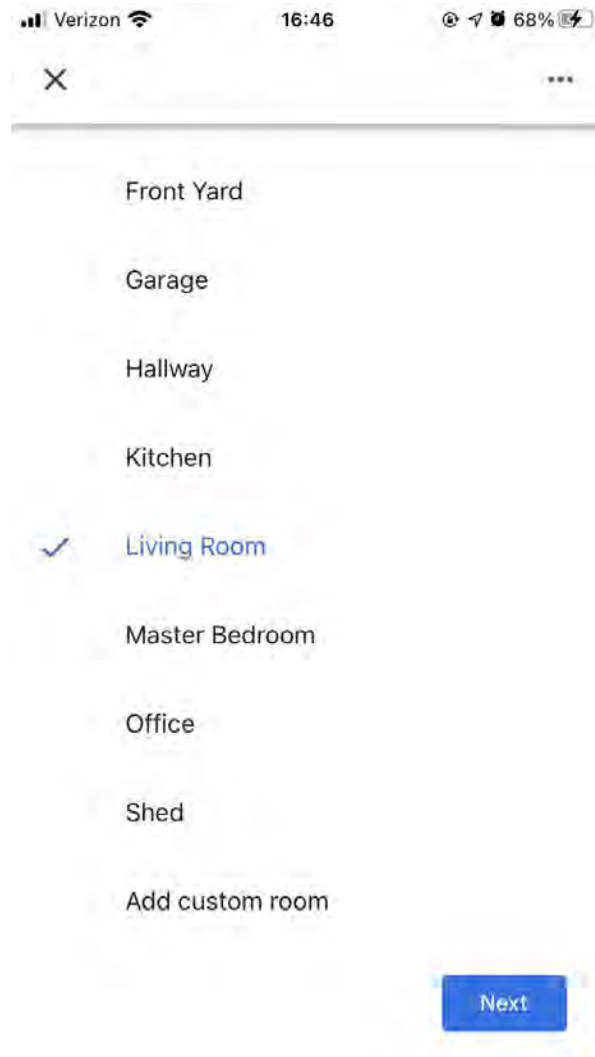 Verizon 16:46 68%
Front Yard
Garage
Hallway
Kitchen
Living Room
Master Bedroom
Office
Shed
Add custom room
Next